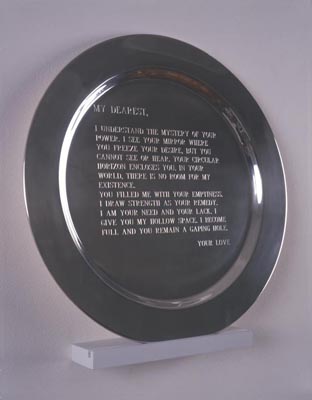 MY DEAREST,
I UNDERSTAND THE MYSTERY OF YOUR
POWER. I SEE YOUR MIRROR WHERE
YOU FREEZE YOUR DESIRE, BUT YOU
CANNOT SEE OR HEAR. YOUR CIRCULAR
HORIZON ENCLOSES YOU, IN YOUR
WORLD, THERE IS NO ROOM FOR MY
EXISTENCE.
YOU FILLED ME WITH YOUR EMPTINESS.
I DRAW STRENGTH AS YOUR REMEDY.
I AM YOUR NEED AND YOUR LACK. I
GIVE YOU MY HOLLOW SPACE. I BECOME
FULL AND YOU REMAIN A GAPING HOLE.
YOUR LOVE